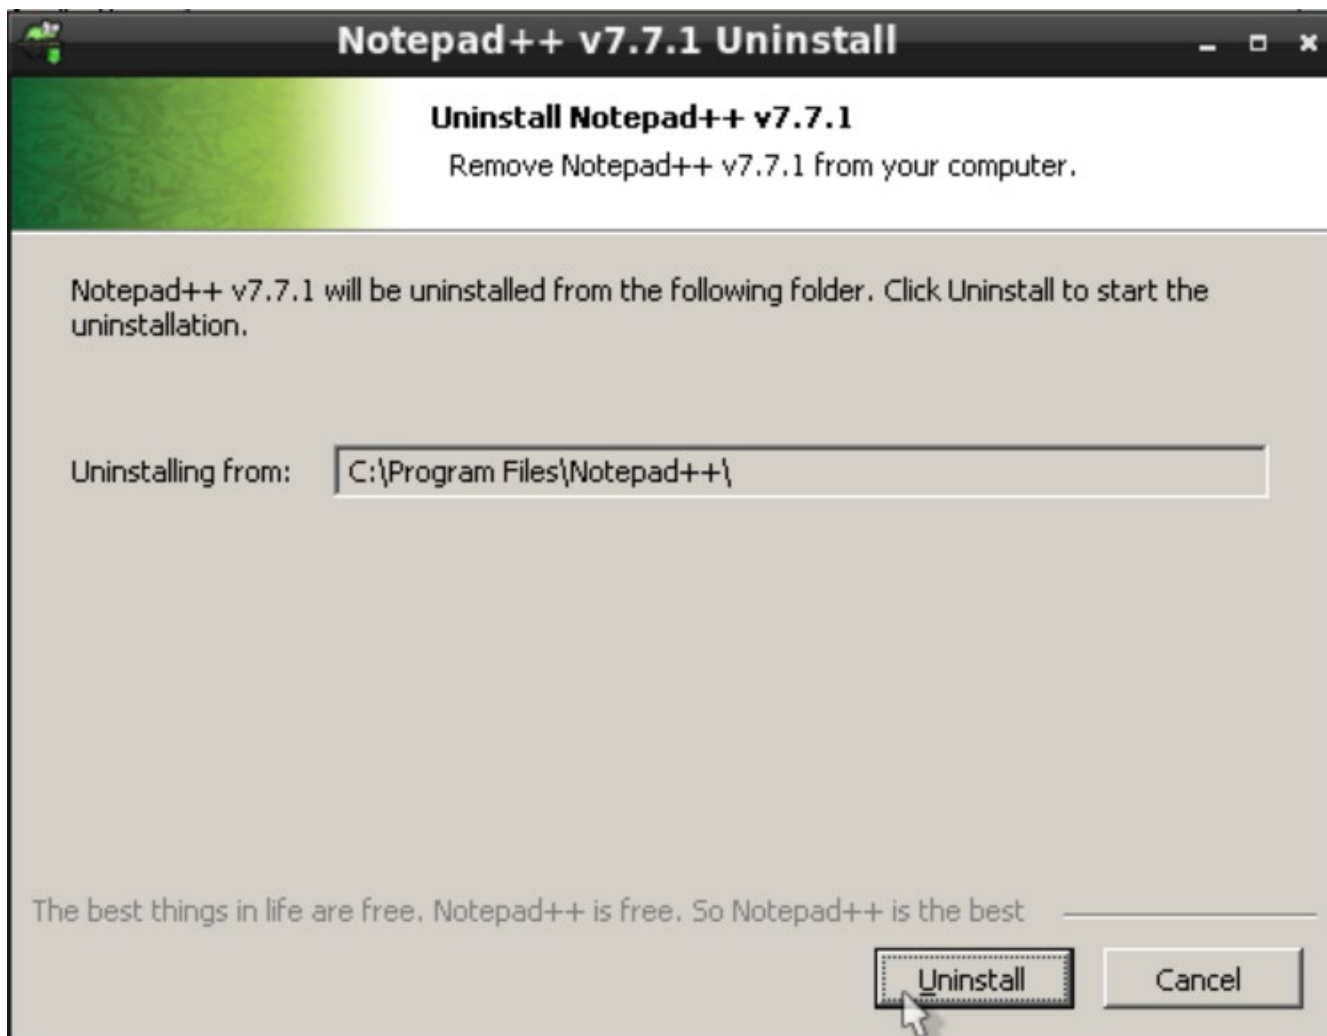 Notepad++ v7.7.1 Uninstall
Uninstall Notepad++ v7.7.1
Remove Notepad++ v7.7.1 from your computer.
Notepad++ v7.7.1 will be uninstalled from the following folder. Click Uninstall to start the
uninstallation.
Uninstalling from: C:\Program Files\Notepad++\
The best things in life are free. Notepad++ is free. So Notepad++ is the best
Uninstall Cancel